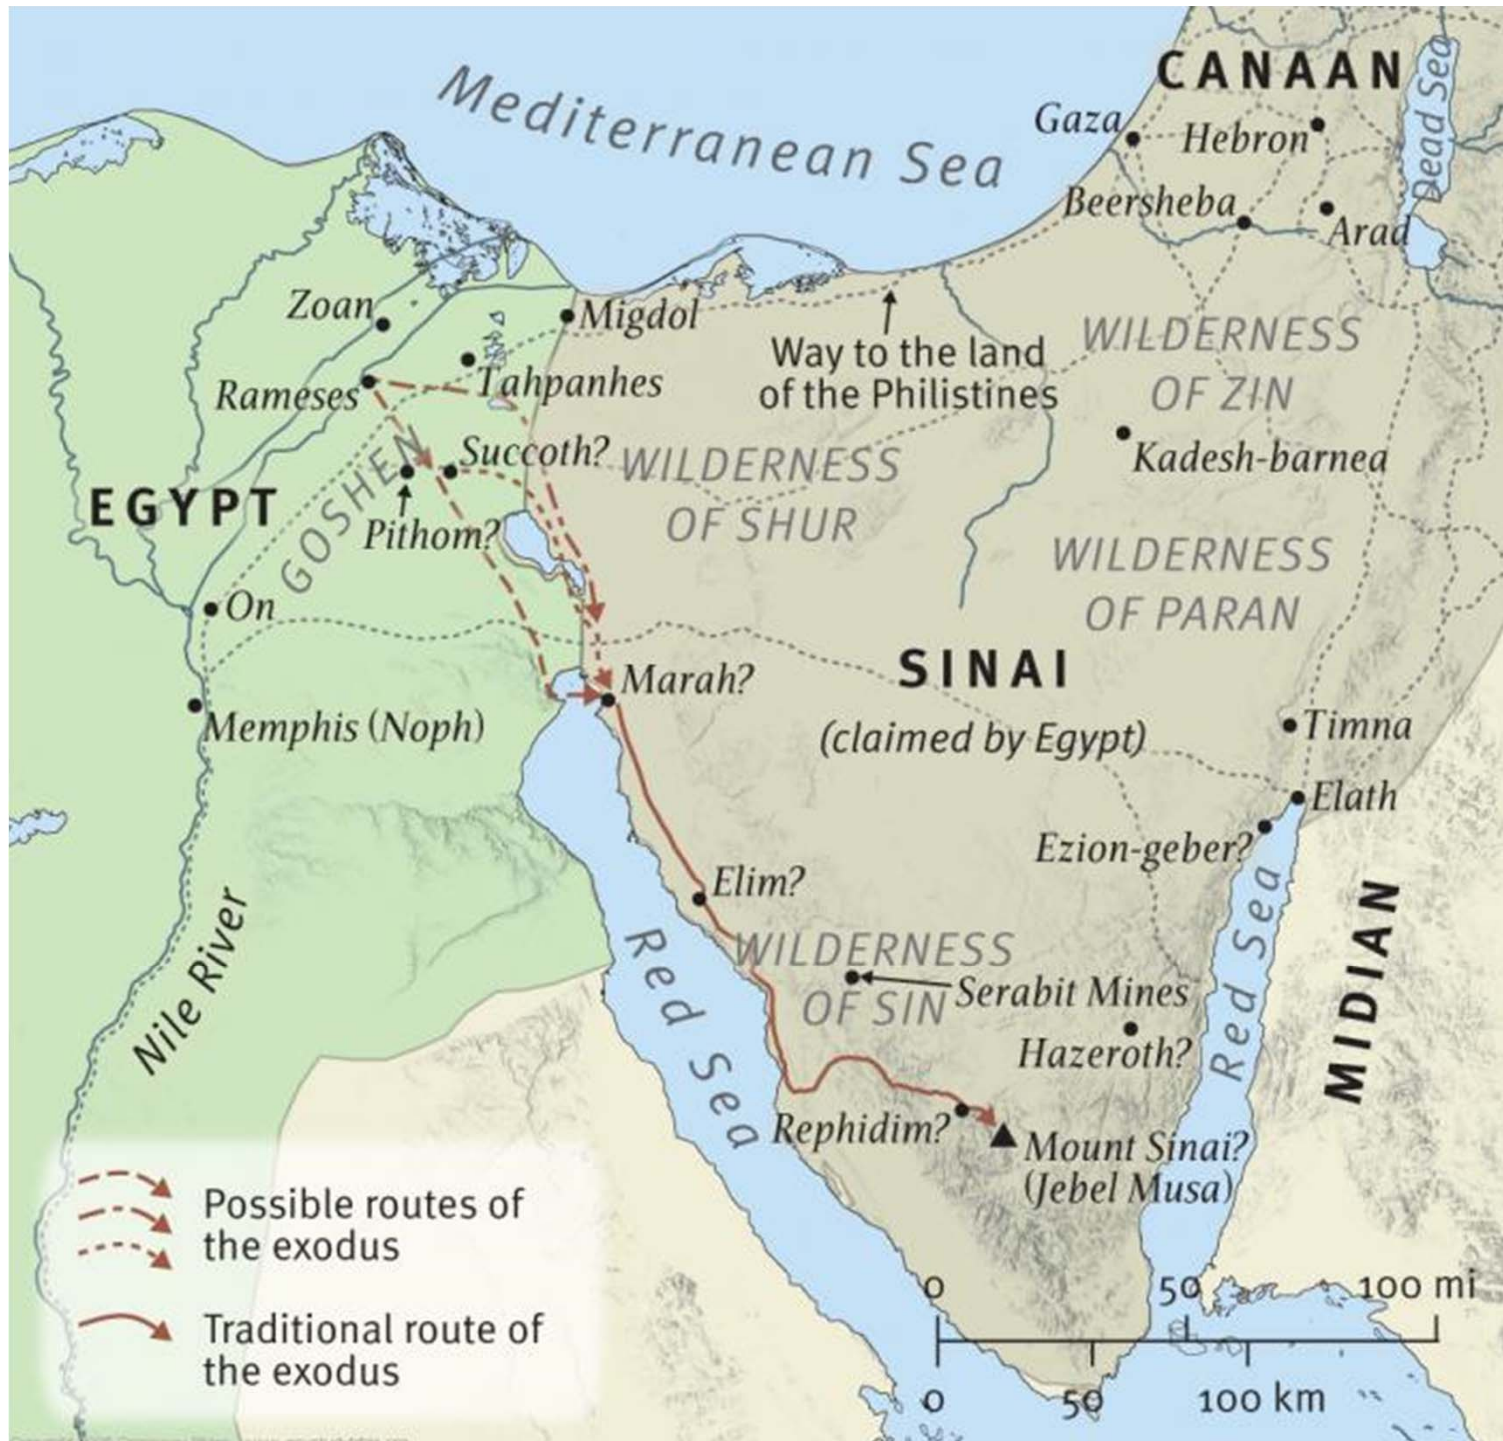 CANAAN
Mediterranean Sea
Dead Sea
Gaza
Hebron
Beersheba
Arad
Zoan
Migdol
Way to the land
of the Philistines
WILDERNESS
OF ZIN
Rameses
Tahpanhes
Kadesh-barnea
Succoth?
WILDERNESS
OF SHUR
GOSHEN
EGYPT
Pithom?
WILDERNESS
OF PARAN
On
SINAI
(claimed by Egypt)
Marah?
Memphis (Noph)
Timna
Elath
Ezion-geber?
Elim?
Red Sea
MIDIAN
Nile River
Red Sea
WILDERNESS
OF SIN
Serabit Mines
Hazeroth?
Rephidim?
Mount Sinai?
(Jebel Musa)
Possible routes of
the exodus
Traditional route of
the exodus
0 50 100 mi
0 50 100 km